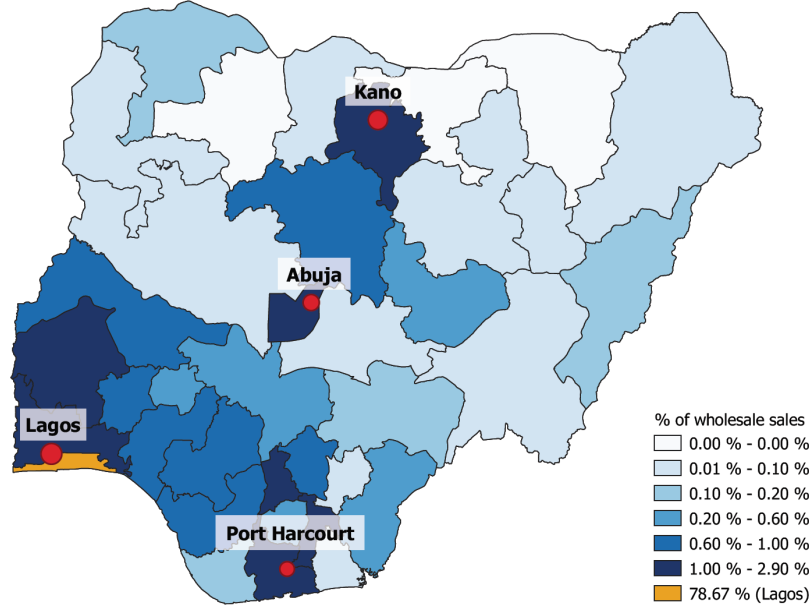 Kano
Abuja
Lagos
Port Harcourt
% of wholesale sales
0.00 % - 0.00 %
0.01 % - 0.10 %
0.10 % - 0.20 %
0.20 % - 0.60 %
0.60 % - 1.00 %
1.00 % - 2.90 %
78.67 % (Lagos)